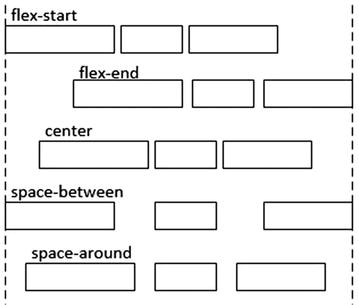 flex-start
flex-end
center
space-between
space-around